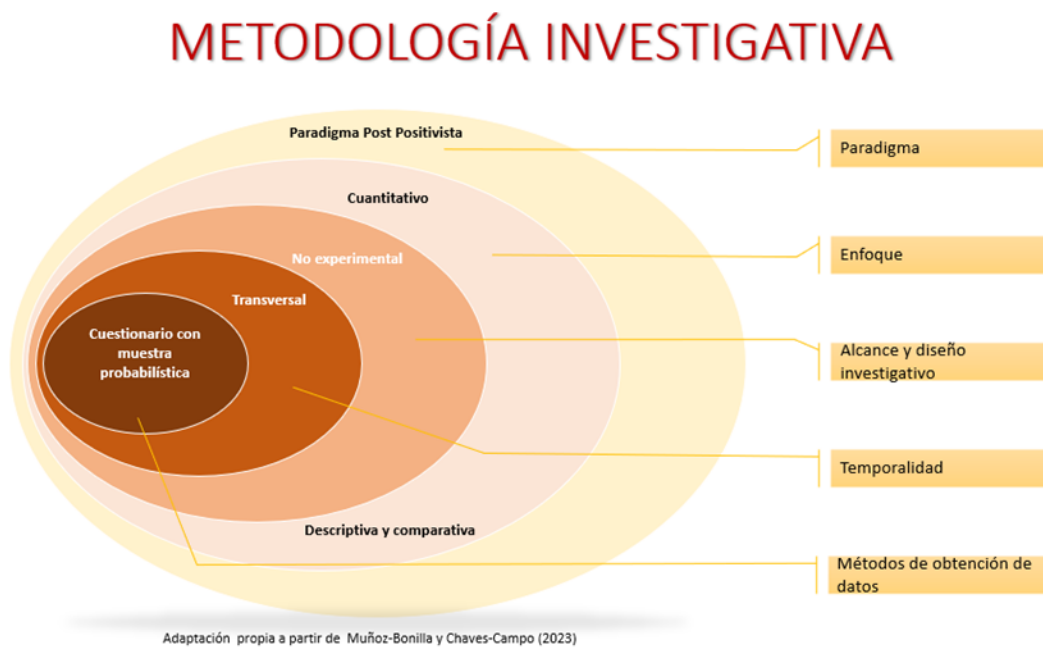 METODOLOGÍA INVESTIGATIVA
Paradigma Post Positivista
Paradigma
Cuantitativo
Enfoque
No experimental
Transversal
Cuestionario con
muestra
probabilística
Alcance y diseño
investigativo
Temporalidad
Descriptiva y comparativa
Métodos de obtención de
datos
Adaptación propia a partir de Muñoz-Bonilla y Chaves-Campo (2023)